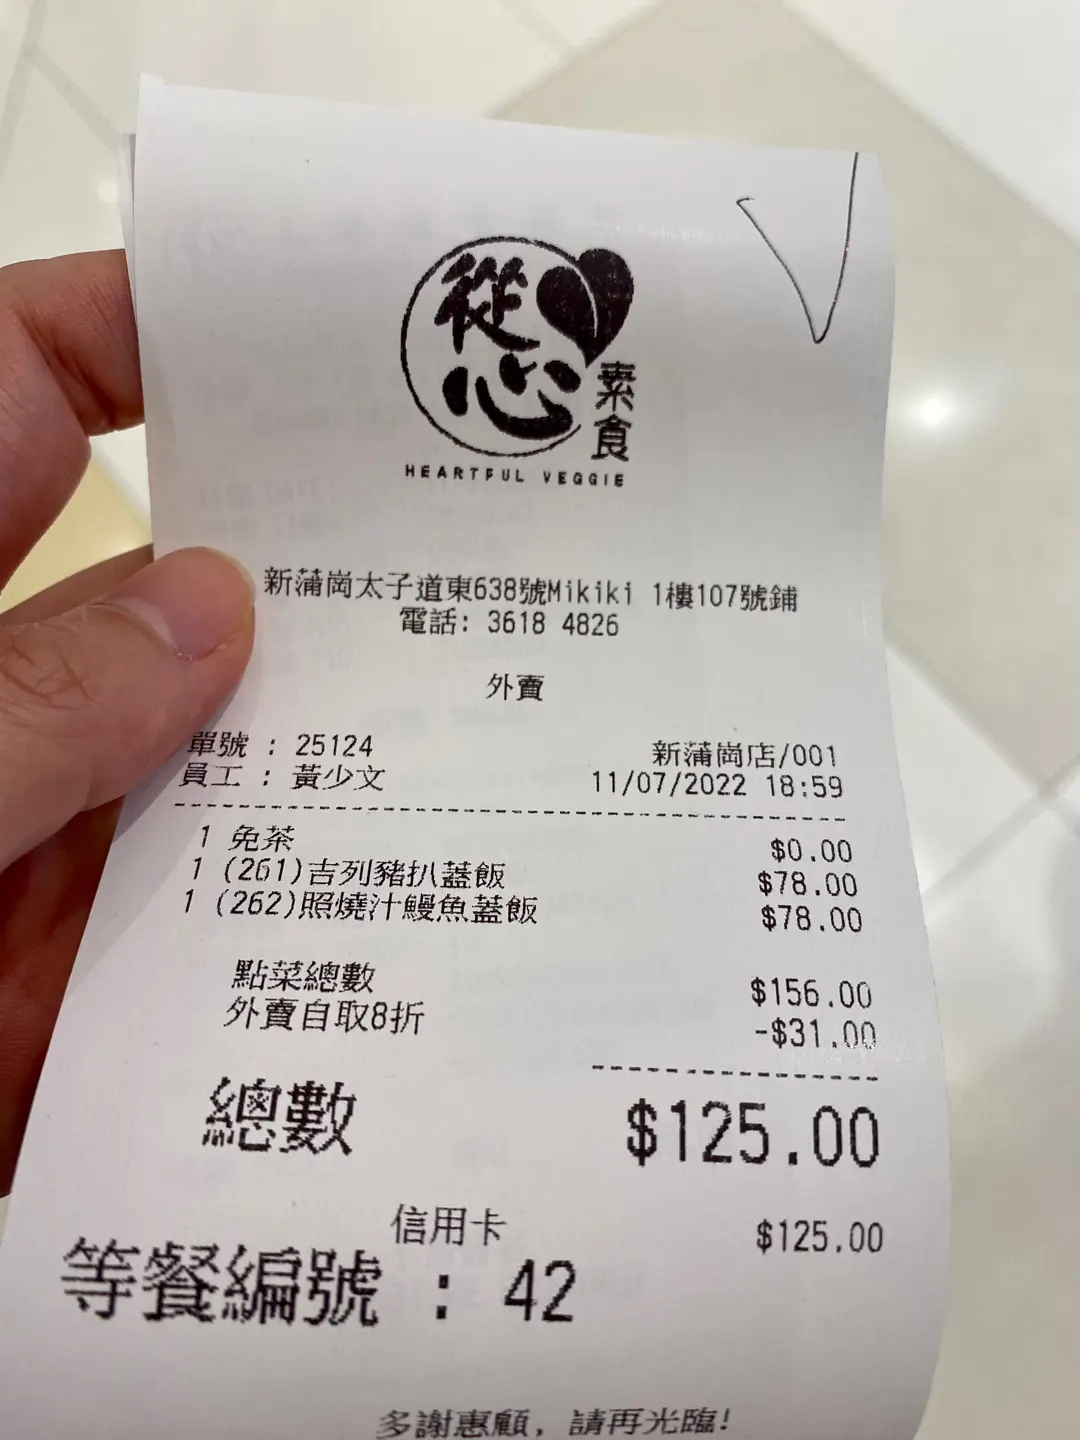 從心
素食
HEARTFUL VEGGIE
新蒲崗太子道東638號Mikiki 1樓107號鋪
電話: 3618 4826
外賣
單號 : 25124 新蒲崗店/001
員工 : 黃少文 11/07/2022 18:59
1 免茶 $0.00
1 (261)吉列豬扒蓋飯 $78.00
1 (262)照燒汁鰻魚蓋飯 $78.00
點菜總數 $156.00
外賣自取8折 -$31.00
總數 $125.00
信用卡 $125.00
等餐編號 : 42
多謝惠顧, 請再光臨!